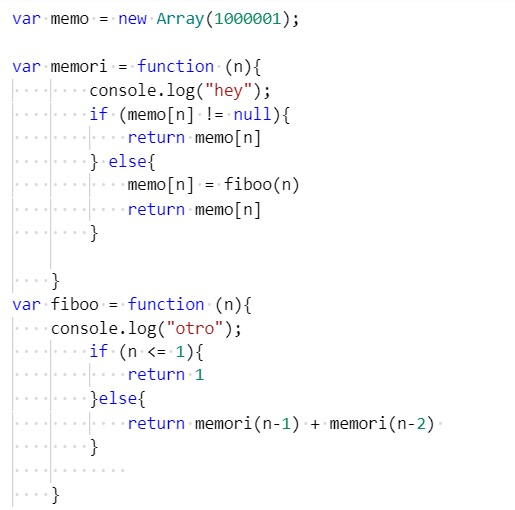 var memo = new Array(1000001);
var memori = function (n){
console.log("hey");
if (memo[n] != null){
return memo[n]
} else{
memo[n] = fiboo(n)
return memo[n]
}
}
var fiboo = function (n){
console.log("otro");
if (n <= 1){
return 1
}else{
return memori(n-1) + memori(n-2)
}
}